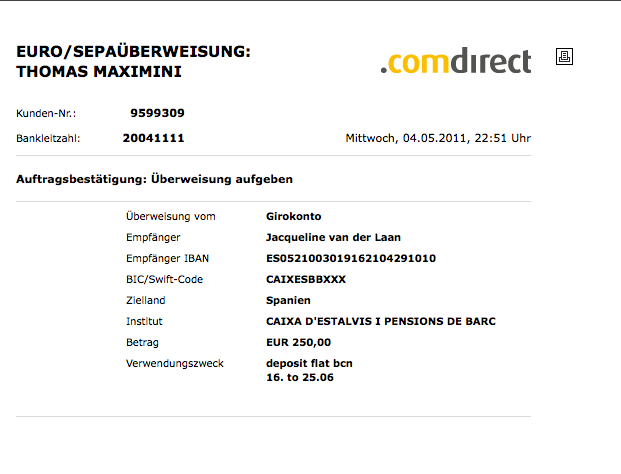 EURO/SEPAÜBERWEISUNG:
THOMAS MAXIMINI
.comdirect
Kunden-Nr.: 9599309
Bankleitzahl: 20041111 Mittwoch, 04.05.2011, 22:51 Uhr
Auftragsbestätigung: Überweisung aufgeben
Überweisung vom Girokonto
Empfänger Jacqueline van der Laan
Empfänger IBAN ES0521003019162104291010
BIC/Swift-Code CAIXESBBXXX
Zielland Spanien
Institut CAIXA D'ESTALVIS I PENSIONS DE BARC
Betrag EUR 250,00
Verwendungszweck deposit flat bcn
16. to 25.06